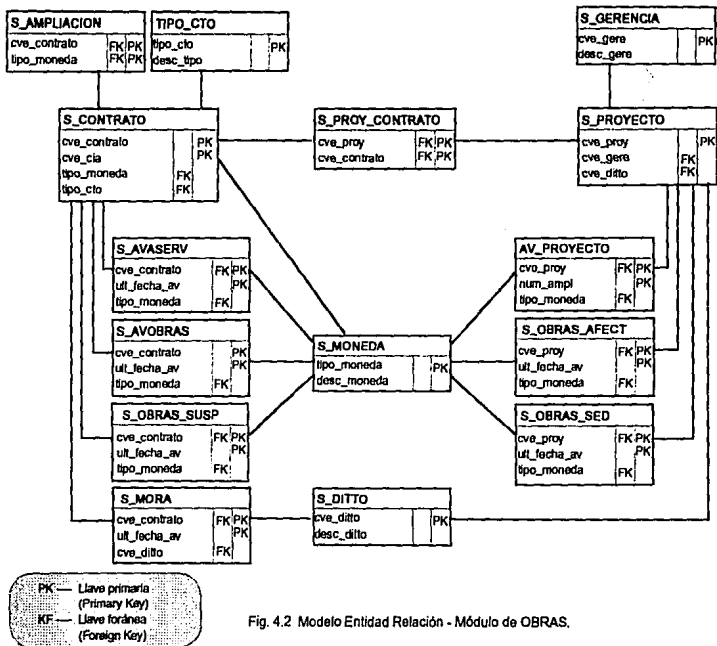 S_AMPLIACION
cve_contrato FK PK
tipo_moneda FK PK
TIPO_CTO
tipo_cto PK
desc_tipo
S_GERENCIA
cve_gere PK
desc_gere
S_CONTRATO
cve_contrato PK
cve_cia PK
tipo_moneda FK
tipo_cto FK
S_PROY_CONTRATO
cve_proy FK PK
cve_contrato FK PK
S_PROYECTO
cve_proy PK
cve_gere FK
cve_ditto FK
S_AVASERV
cve_contrato FK PK
ult_fecha_av PK
tipo_moneda FK
AV_PROYECTO
cvo_proy FK PK
num_ampl PK
tipo_moneda FK
S_AVOBRAS
cve_contrato PK
ult_fecha_av PK
tipo_moneda FK
S_MONEDA
tipo_moneda PK
desc_moneda
S_OBRAS_AFECT
cve_proy FK PK
ult_fecha_av PK
tipo_moneda FK
S_OBRAS_SUSP
cve_contrato FK PK
ult_fecha_av PK
tipo_moneda FK
S_OBRAS_SED
cve_proy FK PK
ult_fecha_av PK
tipo_moneda FK
S_MORA
cve_contrato FK PK
ult_fecha_av PK
cve_ditto FK
S_DITTO
cve_ditto PK
desc_ditto
PK — Llave primaria
(Primary Key)
KF — Llave foránea
(Foreign Key)
Fig. 4.2 Modelo Entidad Relación - Módulo de OBRAS.